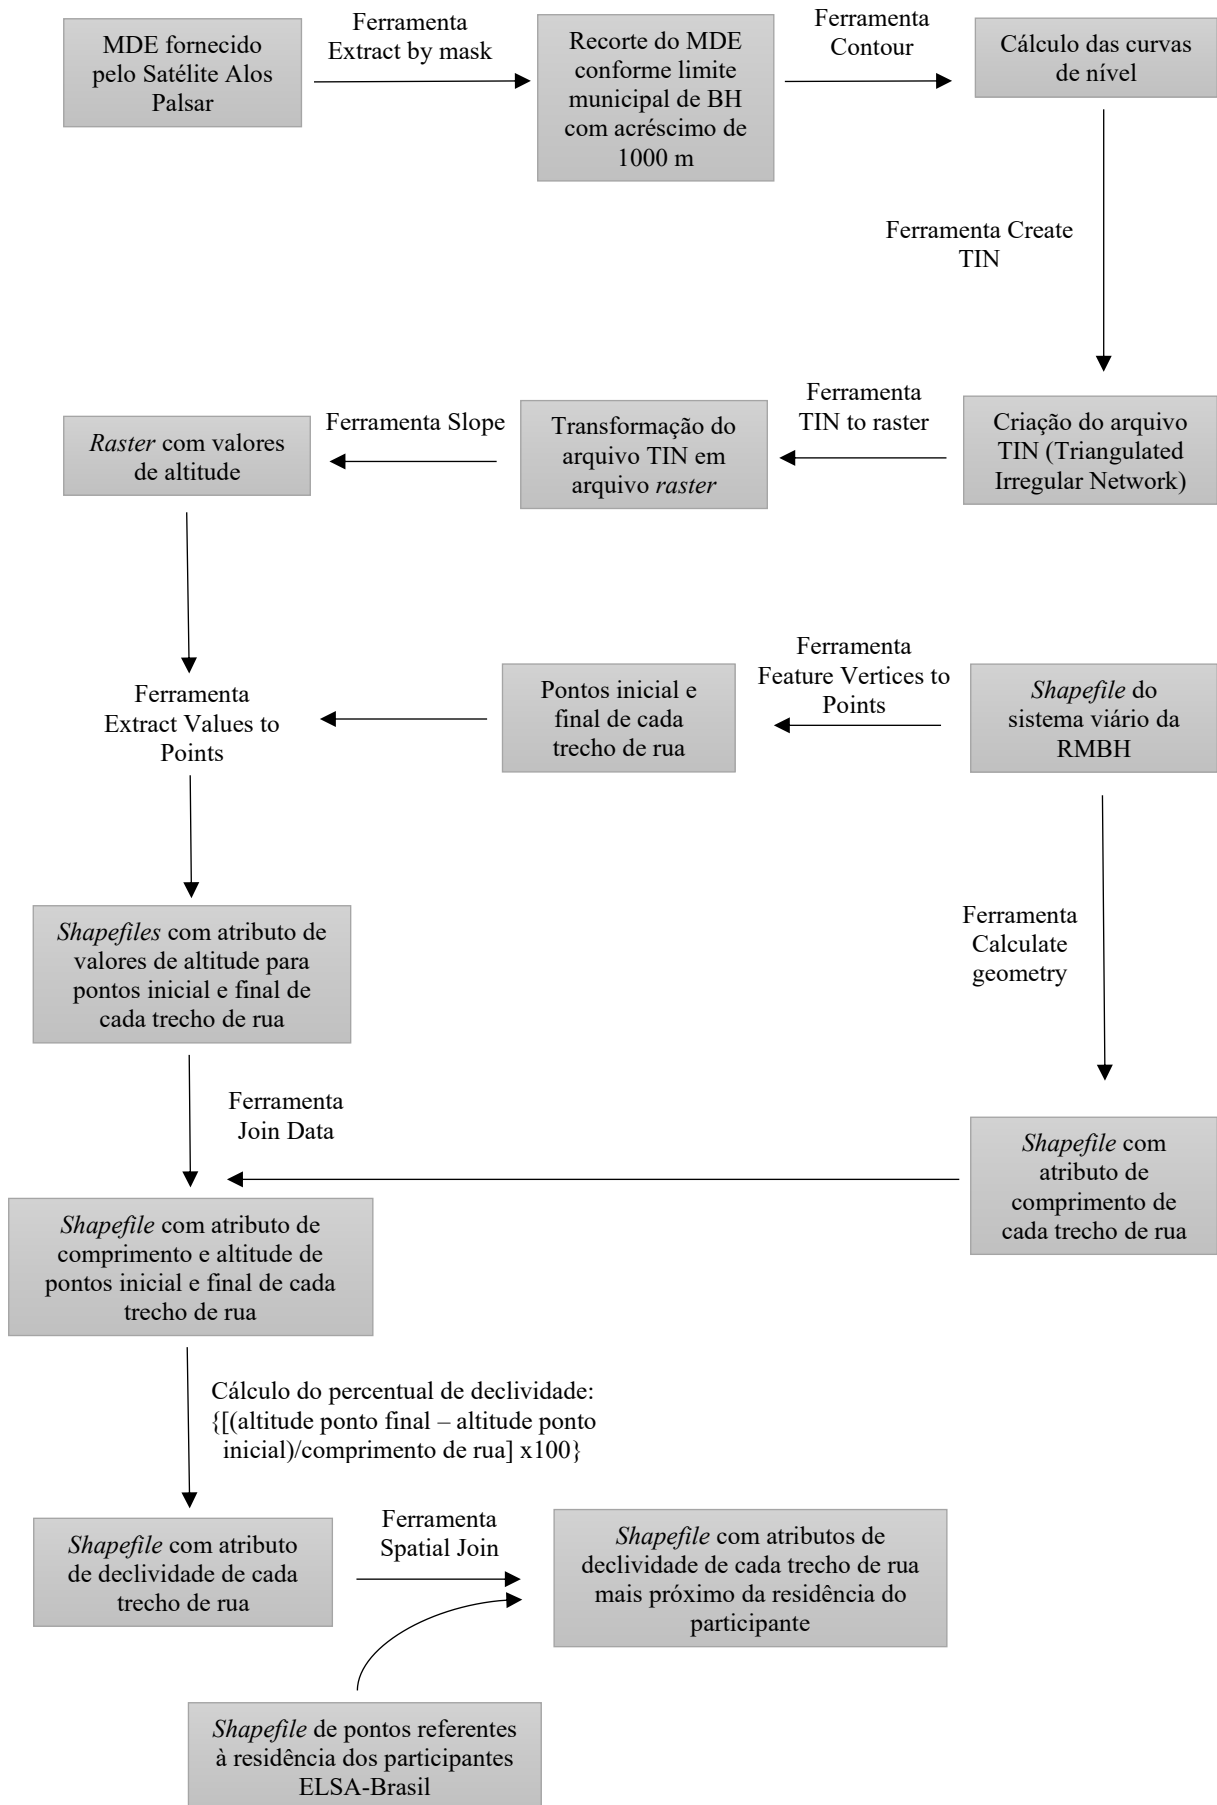 MDE fornecido
pelo Satélite Alos
Palsar
Ferramenta
Extract by mask
Recorte do MDE
conforme limite
municipal de BH
com acréscimo de
1000 m
Ferramenta
Contour
Cálculo das curvas
de nível
Ferramenta Create
TIN
Criação do arquivo
TIN (Triangulated
Irregular Network)
Ferramenta
TIN to raster
Transformação do
arquivo TIN em
arquivo raster
Ferramenta Slope
Raster com valores
de altitude
Ferramenta
Extract Values to
Points
Pontos inicial e
final de cada
trecho de rua
Ferramenta
Feature Vertices to
Points
Shapefile do
sistema viário da
RMBH
Ferramenta
Calculate
geometry
Shapefiles com atributo de
valores de altitude para
pontos inicial e final de
cada trecho de rua
Ferramenta
Join Data
Shapefile com
atributo de
comprimento de
cada trecho de rua
Shapefile com atributo de
comprimento e altitude de
pontos inicial e final de cada
trecho de rua
Cálculo do percentual de declividade:
{[(altitude ponto final – altitude ponto
inicial)/comprimento de rua] x100}
Shapefile com atributo
de declividade de cada
trecho de rua
Ferramenta
Spatial Join
Shapefile com atributos de
declividade de cada trecho de rua
mais próximo da residência do
participante
Shapefile de pontos referentes
à residência dos participantes
ELSA-Brasil